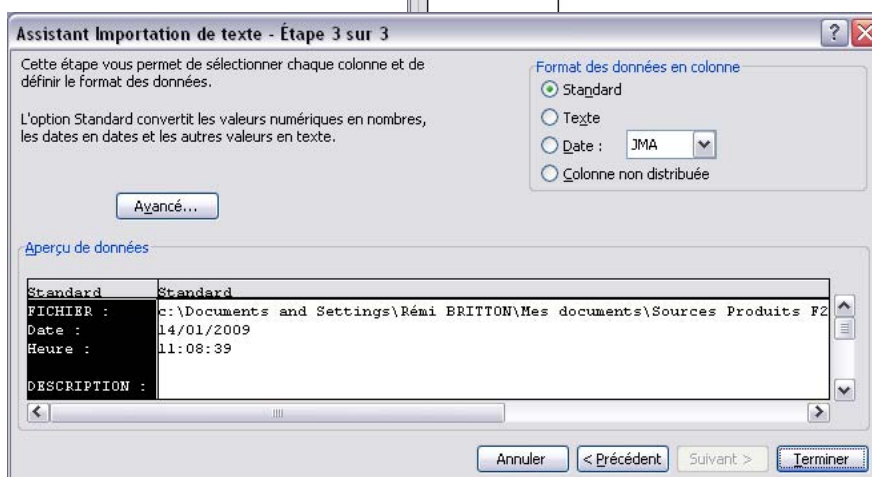 Assistant Importation de texte - Étape 3 sur 3
Cette étape vous permet de sélectionner chaque colonne et de
définir le format des données.
L'option Standard convertit les valeurs numériques en nombres,
les dates en dates et les autres valeurs en texte.
Format des données en colonne
Standard
Texte
Date : JMA
Colonne non distribuée
Avancé...
Aperçu de données
Standard Standard
FICHIER : c:\Documents and Settings\Rémi BRITTON\Mes documents\Sources Produits F2
Date : 14/01/2009
Heure : 11:08:39
DESCRIPTION :
Annuler < Précédent Suivant > Terminer